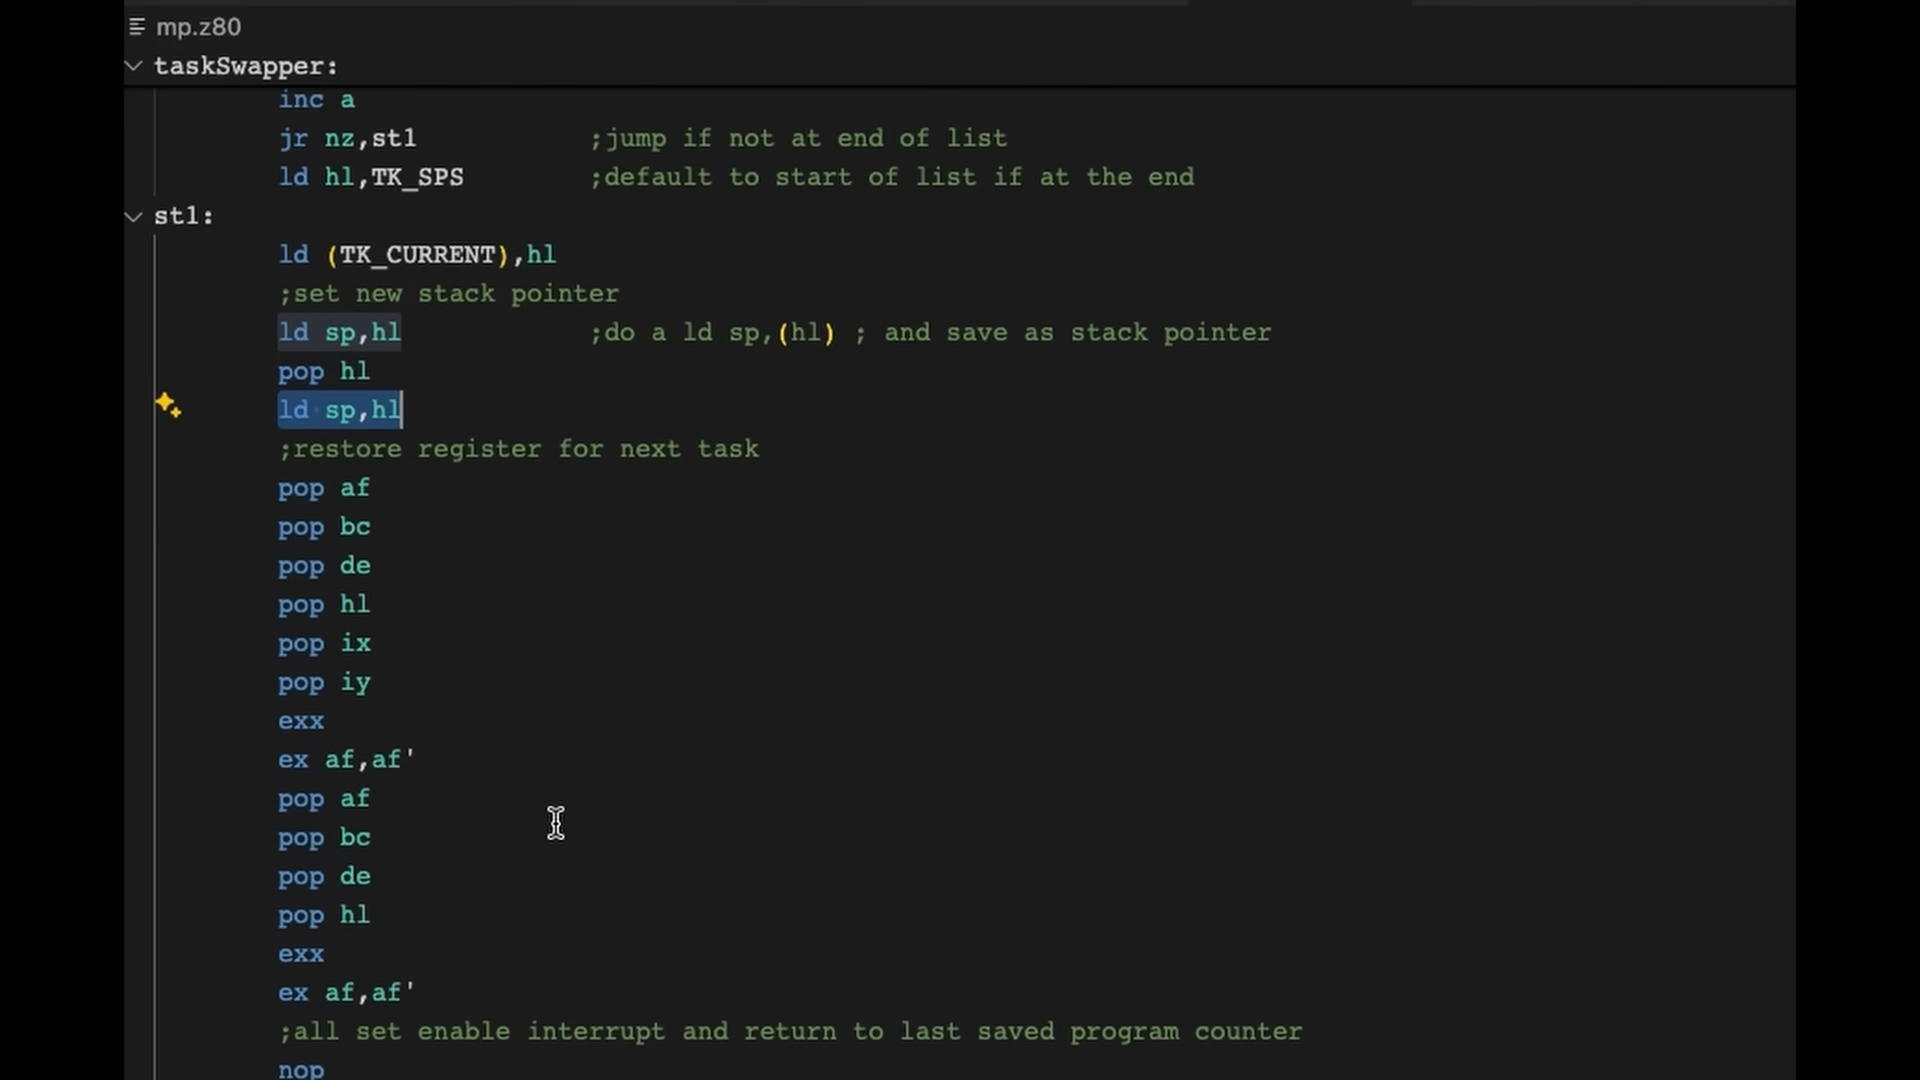 mp.z80
taskSwapper:
inc a
jr nz,st1 ;jump if not at end of list
ld hl,TK_SPS ;default to start of list if at the end
st1:
ld (TK_CURRENT),hl
;set new stack pointer
ld sp,hl ;do a ld sp,(hl) ; and save as stack pointer
pop hl
ld sp,hl
;restore register for next task
pop af
pop bc
pop de
pop hl
pop ix
pop iy
exx
ex af,af'
pop af
pop bc
pop de
pop hl
exx
ex af,af'
;all set enable interrupt and return to last saved program counter
nop